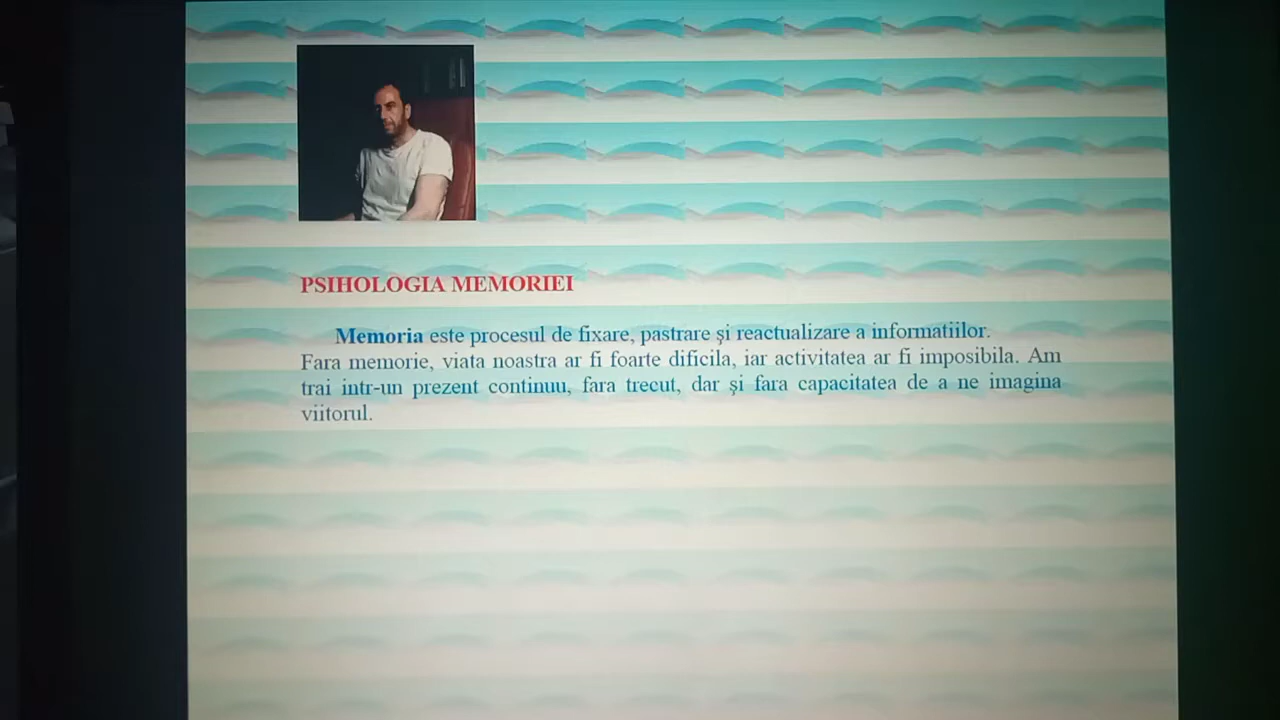 PSIHOLOGIA MEMORIEI
Memoria este procesul de fixare, pastrare şi reactualizare a informatiilor.
Fara memorie, viata noastra ar fi foarte dificila, iar activitatea ar fi imposibila. Am
trai intr-un prezent continuu, fara trecut, dar şi fara capacitatea de a ne imagina
viitorul.